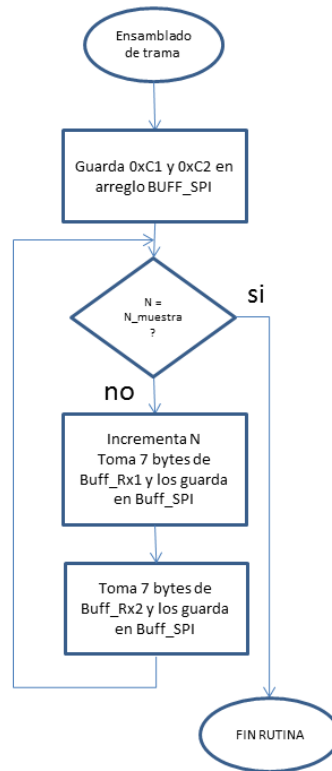 Ensamblado
de trama
Guarda 0xC1 y 0xC2 en
arreglo BUFF_SPI
N =
N_muestra
?
si
no
Incrementa N
Toma 7 bytes de
Buff_Rx1 y los guarda
en Buff_SPI
Toma 7 bytes de
Buff_Rx2 y los guarda
en Buff_SPI
FIN RUTINA